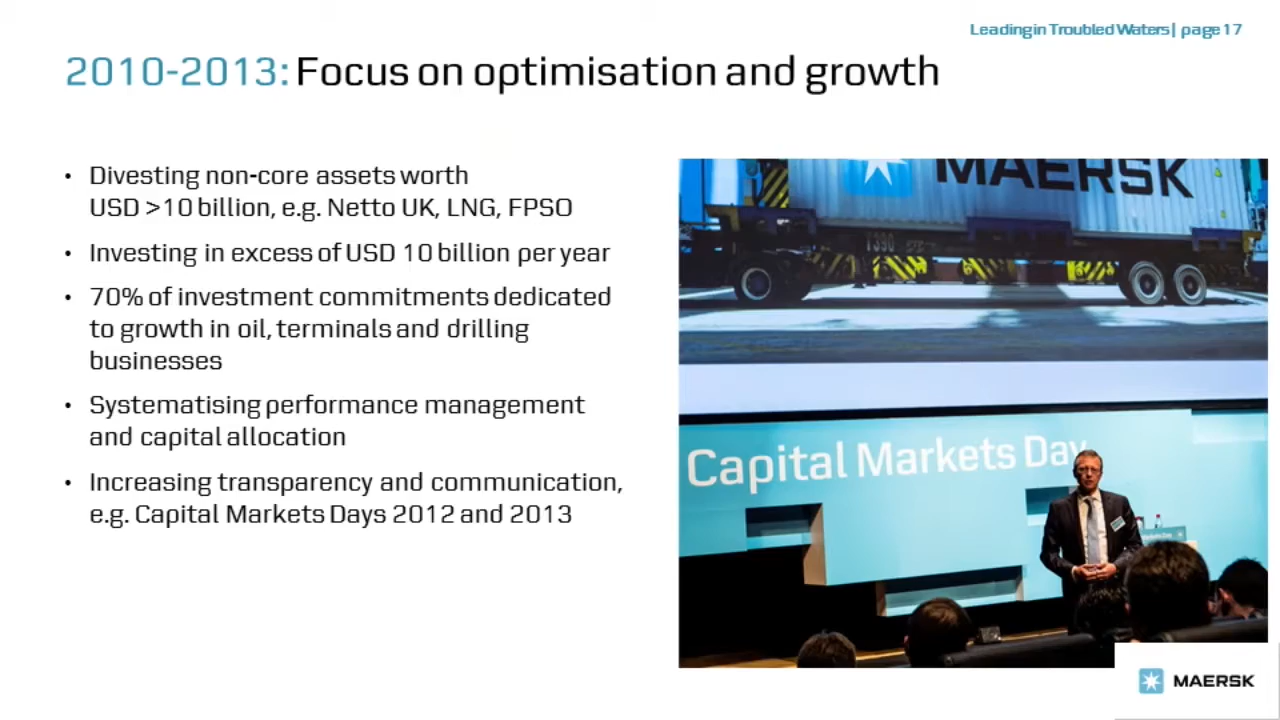 Leading in Troubled Waters | page 17
2010-2013: Focus on optimisation and growth
• Divesting non-core assets worth
USD >10 billion, e.g. Netto UK, LNG, FPSO
• Investing in excess of USD 10 billion per year
• 70% of investment commitments dedicated
to growth in oil, terminals and drilling
businesses
• Systematising performance management
and capital allocation
• Increasing transparency and communication,
e.g. Capital Markets Days 2012 and 2013
MAERSK
Capital Markets Day
MAERSK